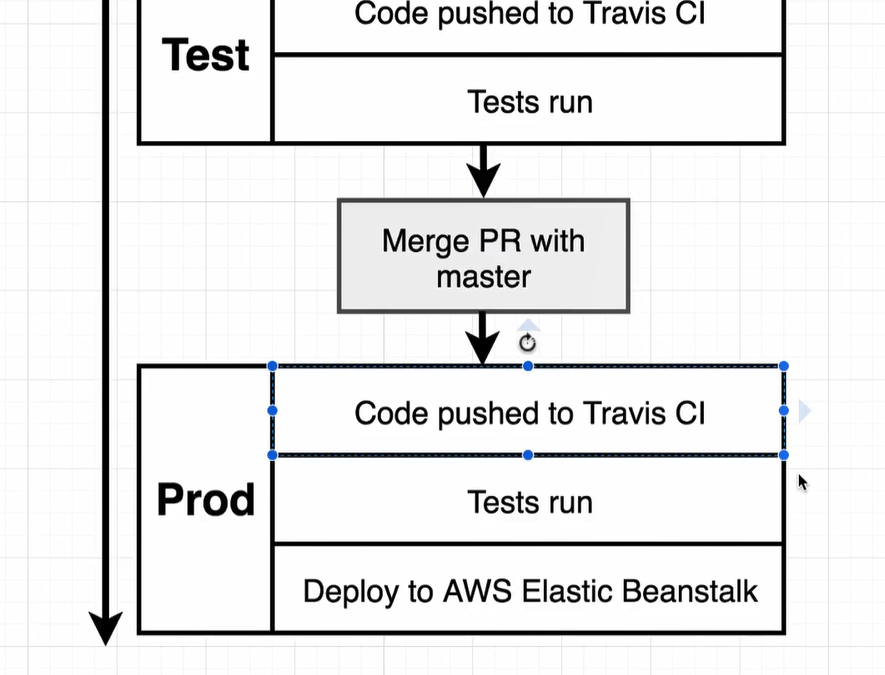 Code pushed to Travis CI
Test
Tests run
Merge PR with
master
Code pushed to Travis CI
Prod
Tests run
Deploy to AWS Elastic Beanstalk